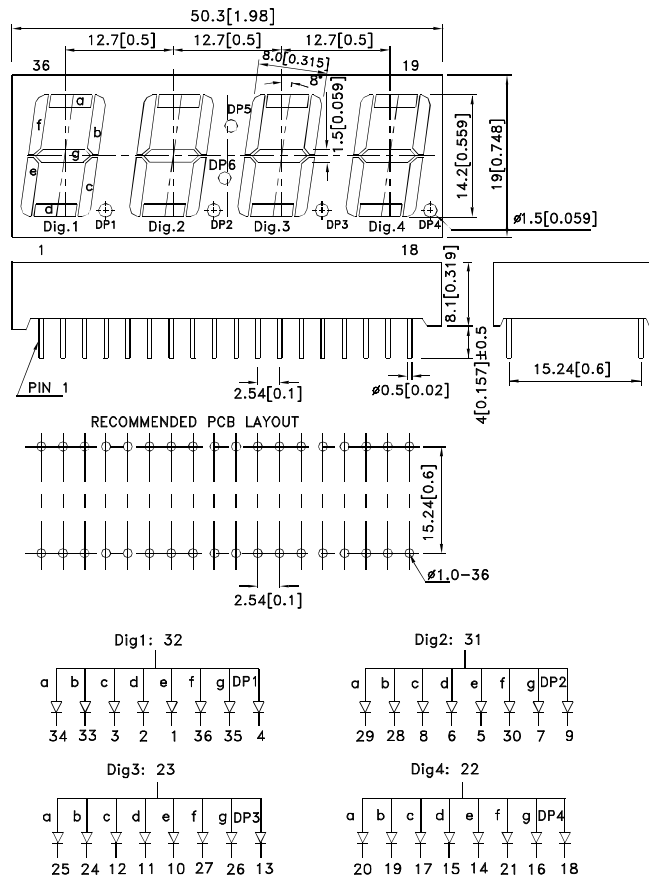 50.3[1.98]
12.7[0.5] 12.7[0.5] 12.7[0.5]
8.0[0.315]
36 19
8°
1.5[0.059]
a
f b
g
e c
d
DP5
DP6
14.2[0.559]
19[0.748]
Dig.1 DP1 Dig.2 DP2 Dig.3 DP3 Dig.4 DP4
ø1.5[0.059]
1 18
8.1[0.319]
4[0.157]±0.5
PIN 1
2.54[0.1]
ø0.5[0.02]
15.24[0.6]
RECOMMENDED PCB LAYOUT
15.24[0.6]
2.54[0.1]
ø1.0-36
Dig1: 32
a b c d e f g DP1
34 33 3 2 1 36 35 4
Dig2: 31
a b c d e f g DP2
29 28 8 6 5 30 7 9
Dig3: 23
a b c d e f g DP3
25 24 12 11 10 27 26 13
Dig4: 22
a b c d e f g DP4
20 19 17 15 14 21 16 18